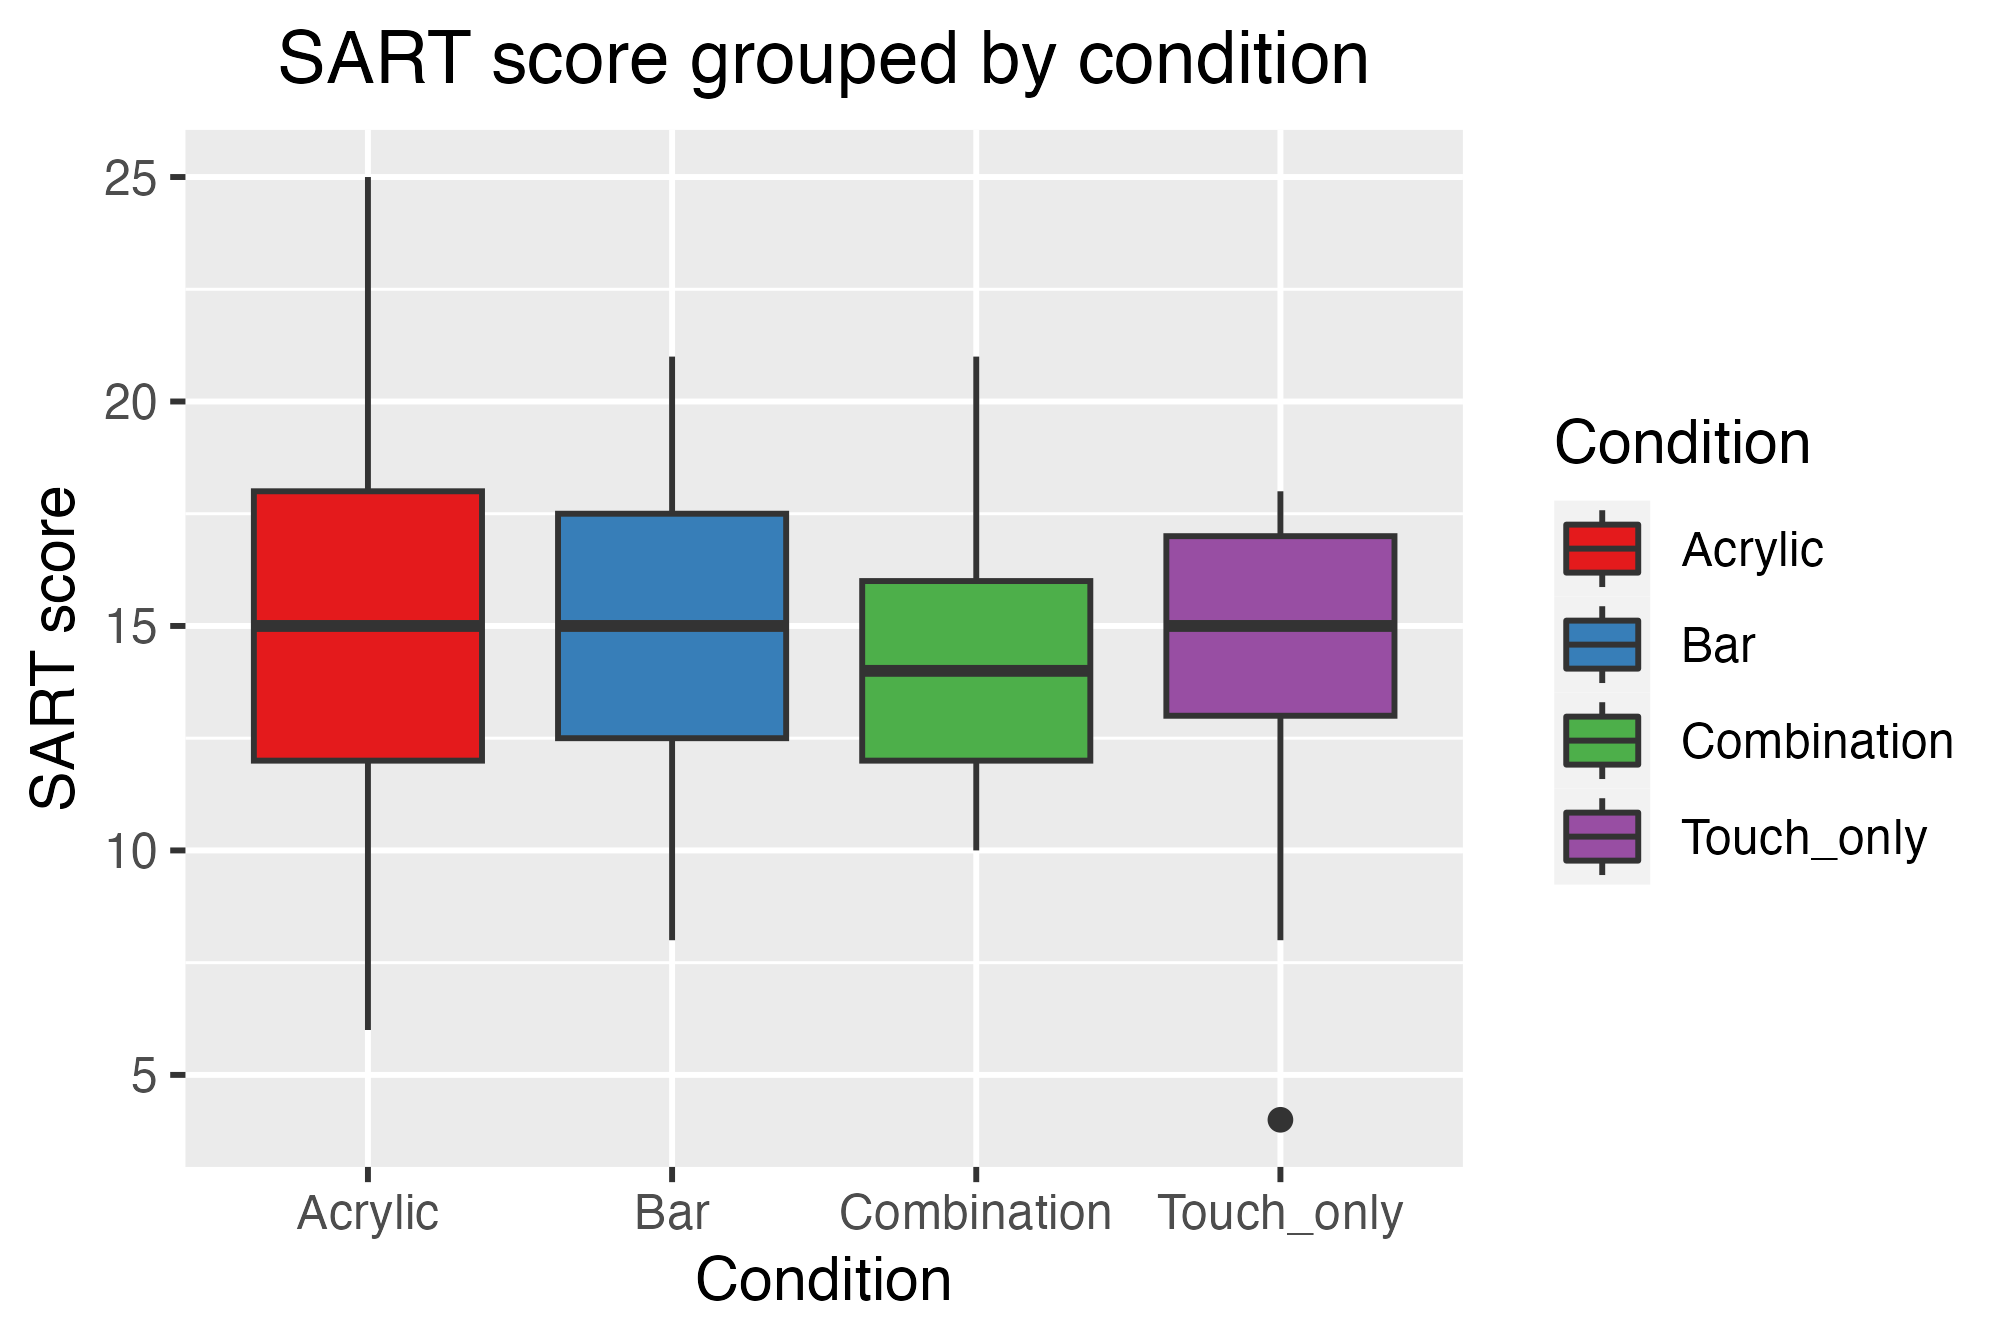 SART score grouped by condition
25
20
15
10
5
SART score
Acrylic Bar Combination Touch_only
Condition
Condition
Acrylic
Bar
Combination
Touch_only